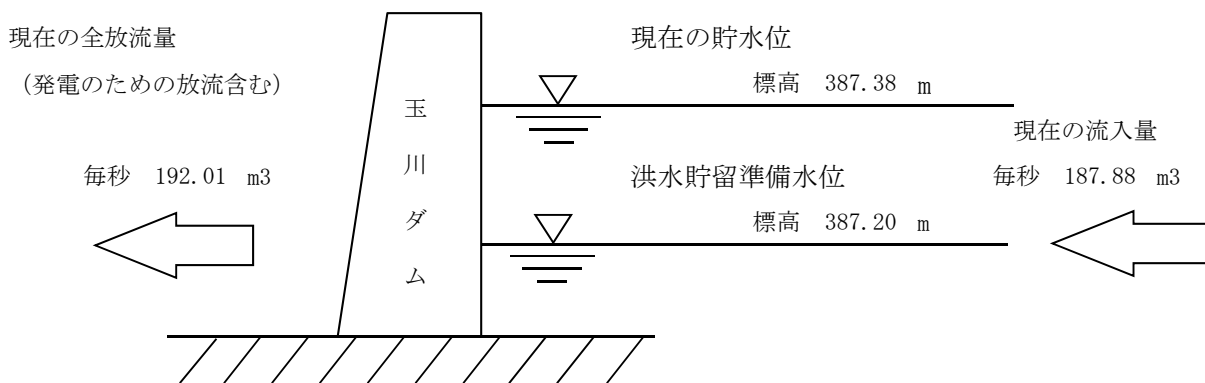 現在の全放流量
(発電のための放流含む)
毎秒 192.01 m3
玉川ダム
現在の貯水位
標高 387.38 m
洪水貯留準備水位
標高 387.20 m
現在の流入量
毎秒 187.88 m3